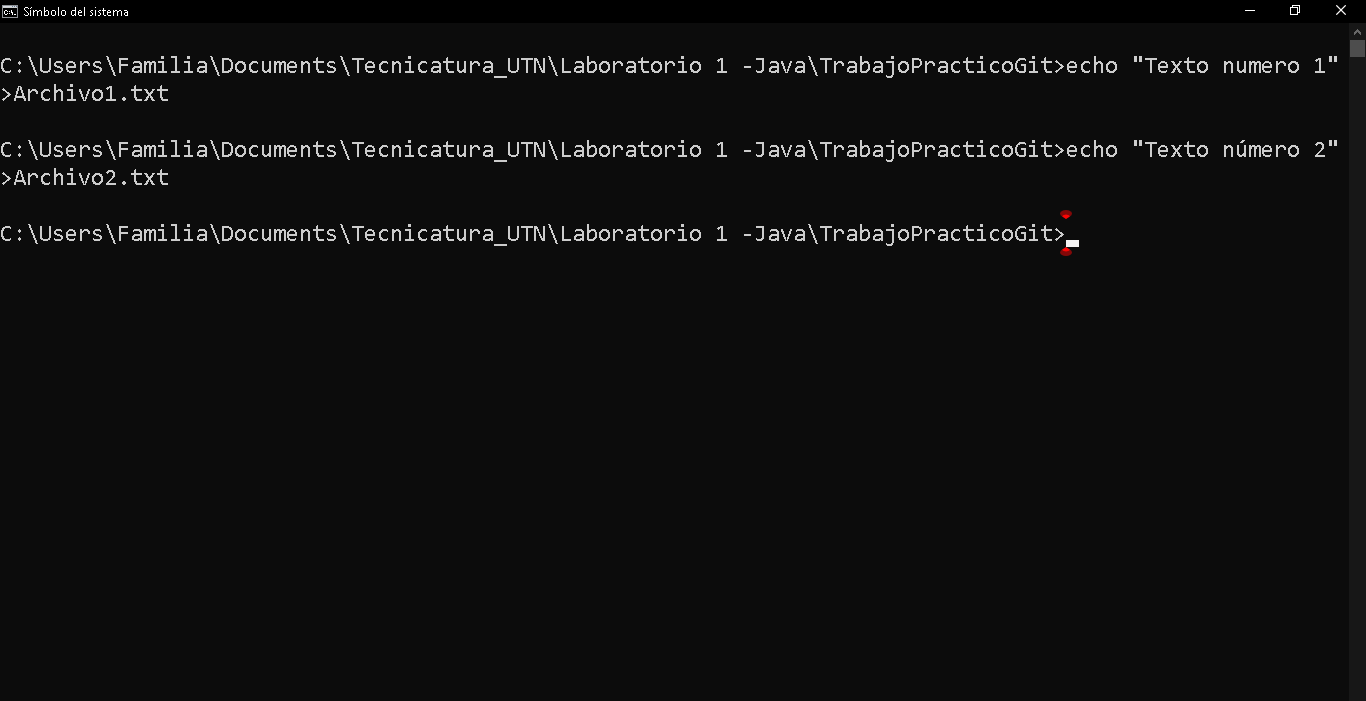 Símbolo del sistema
C:\Users\Familia\Documents\Tecnicatura_UTN\Laboratorio 1 -Java\TrabajoPracticoGit>echo "Texto numero 1"
>Archivo1.txt
C:\Users\Familia\Documents\Tecnicatura_UTN\Laboratorio 1 -Java\TrabajoPracticoGit>echo "Texto número 2"
>Archivo2.txt
C:\Users\Familia\Documents\Tecnicatura_UTN\Laboratorio 1 -Java\TrabajoPracticoGit>